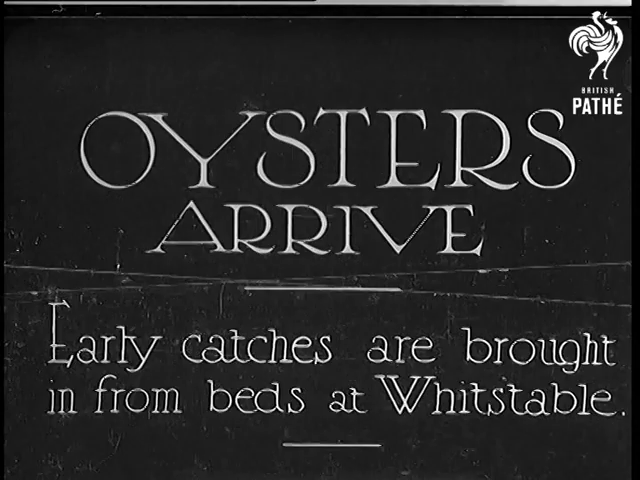 BRITISH
PATHÉ
OYSTERS
ARRIVE
Early catches are brought
in from beds at Whitstable.